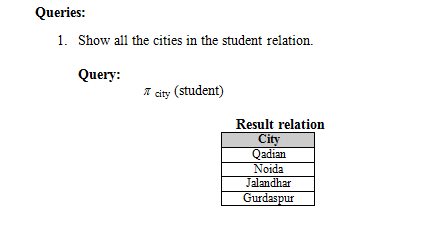 Queries:
1. Show all the cities in the student relation.
Query:
π city (student)
Result relation
City
Qadian
Noida
Jalandhar
Gurdaspur